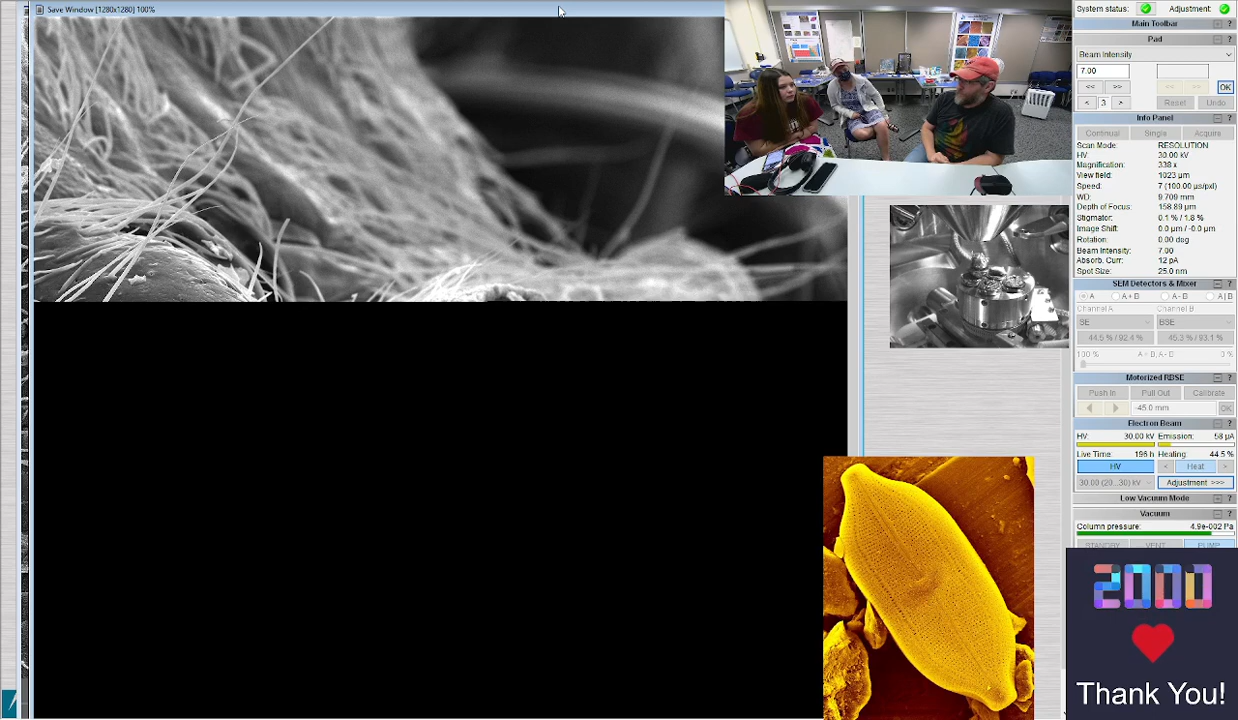 Save Window [1280x1280] 100%
System status: Adjustment:
Main Toolbar
Pad
Beam Intensity
7.00
<< >> << >> OK
< 3 > Reset Undo
Info Panel
Continual Single Acquire
Scan Mode: RESOLUTION
HV: 30.00 kV
Magnification: 338 x
View field: 1023 µm
Speed: 7 (100.00 µs/pxl)
WD: 9.709 mm
Depth of Focus: 158.89 µm
Stigmator: 0.1 % / 1.8 %
Image Shift: 0.0 µm / -0.0 µm
Rotation: 0.00 deg
Beam Intensity: 7.00
Absorb. Curr: 12 pA
Spot Size: 25.0 nm
SEM Detectors & Mixer
A A + B A - B A | B
Channel A Channel B
SE BSE
44.5 % / 92.4 % 45.3 % / 93.1 %
100 % A+B, A-B 0 %
Motorized RBSE
Push In Pull Out Calibrate
-45.0 mm OK
Electron Beam
HV: 30.00 kV Emission: 58 µA
Live Time: 196 h Heating: 44.5 %
HV < Heat >
30.00 (20...30) kV Adjustment >>>
Low Vacuum Mode
Vacuum
Column pressure: 4.9e-002 Pa
STANDBY VENT PUMP
2000
Thank You!